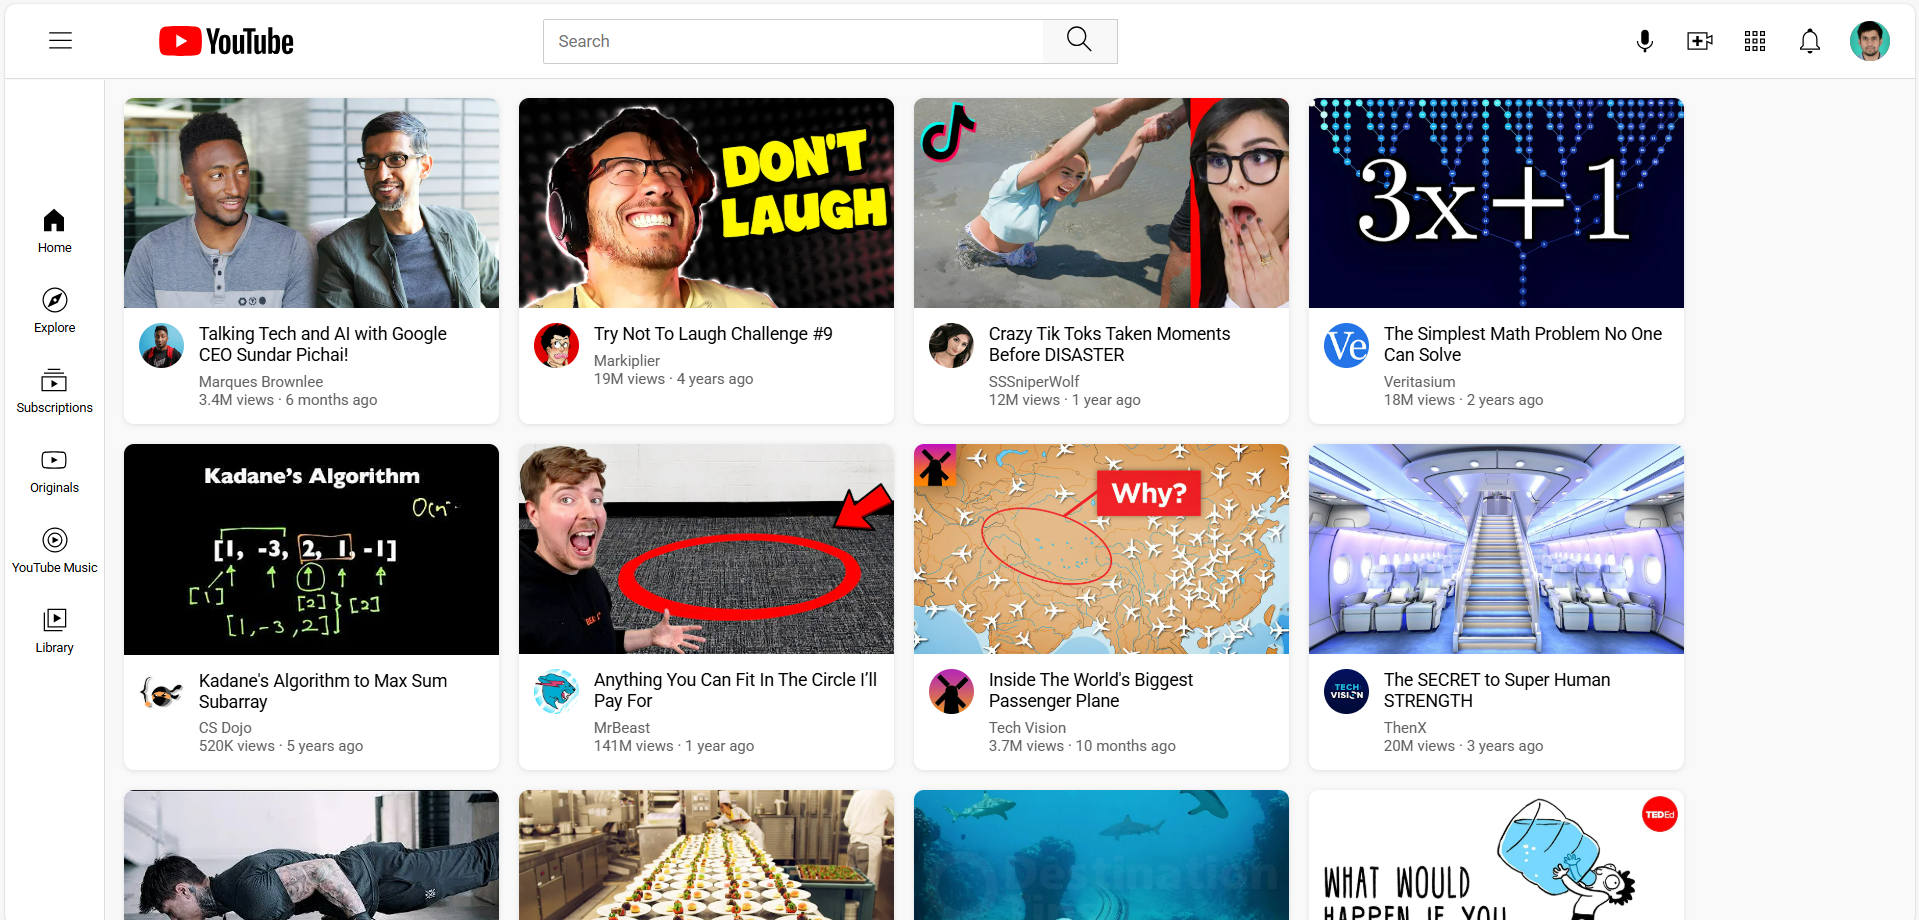 YouTube
Search
Home
Explore
Subscriptions
Originals
YouTube Music
Library
DON'T
LAUGH
3x+1
Talking Tech and AI with Google
CEO Sundar Pichai!
Marques Brownlee
3.4M views · 6 months ago
Try Not To Laugh Challenge #9
Markiplier
19M views · 4 years ago
Crazy Tik Toks Taken Moments
Before DISASTER
SSSniperWolf
12M views · 1 year ago
Ve
The Simplest Math Problem No One
Can Solve
Veritasium
18M views · 2 years ago
Kadane's Algorithm
[1, -3, 2, 1, -1]
[1]
[2]
[2]
[1, -3, 2]
Why?
Kadane's Algorithm to Max Sum
Subarray
CS Dojo
520K views · 5 years ago
Anything You Can Fit In The Circle I'll
Pay For
MrBeast
141M views · 1 year ago
Inside The World's Biggest
Passenger Plane
Tech Vision
3.7M views · 10 months ago
TECH
VISION
The SECRET to Super Human
STRENGTH
ThenX
20M views · 3 years ago
Destination
TED Ed
WHAT WOULD
HAPPEN IF YOU